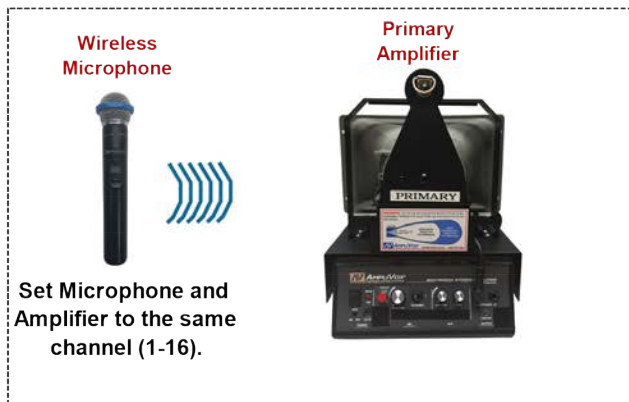 Wireless
Microphone
Primary
Amplifier
PRIMARY
AMPLIVOX
Set Microphone and
Amplifier to the same
channel (1-16).